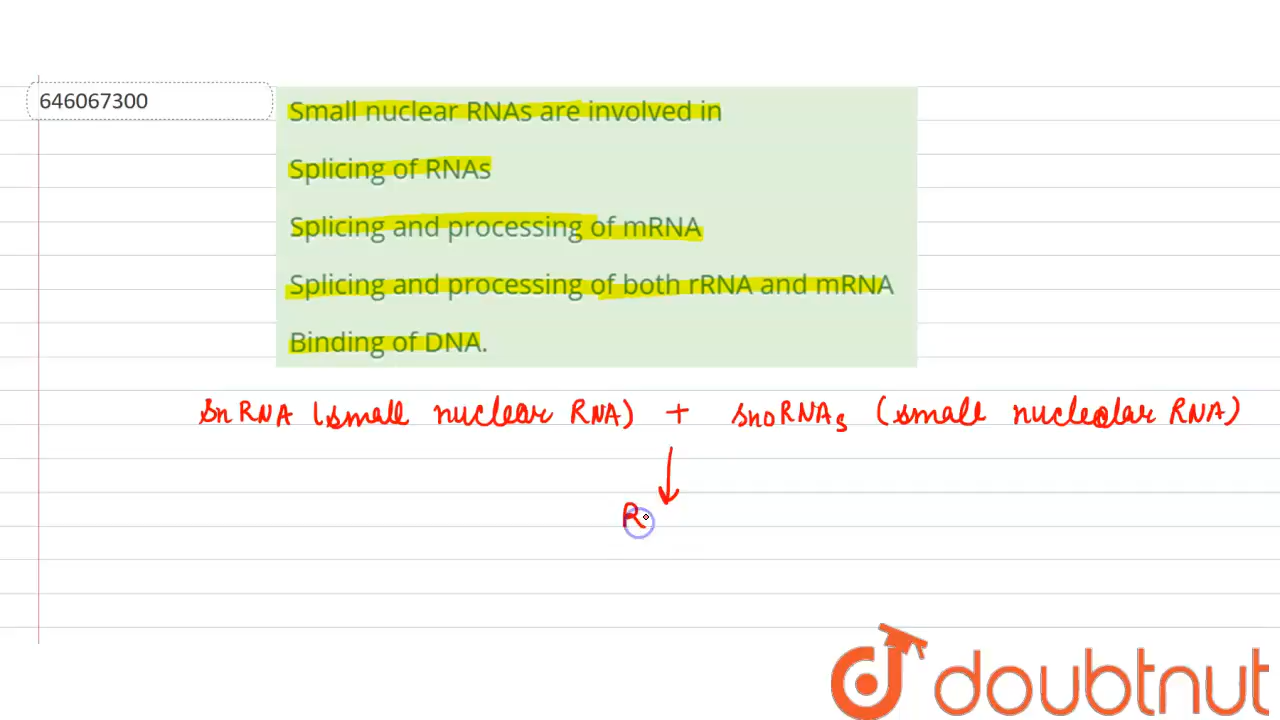 646067300
Small nuclear RNAs are involved in
Splicing of RNAs
Splicing and processing of mRNA
Splicing and processing of both rRNA and mRNA
Binding of DNA.
SnRNA (small nuclear RNA) + snoRNAs (small nucleolar RNA)
R
doubtnut